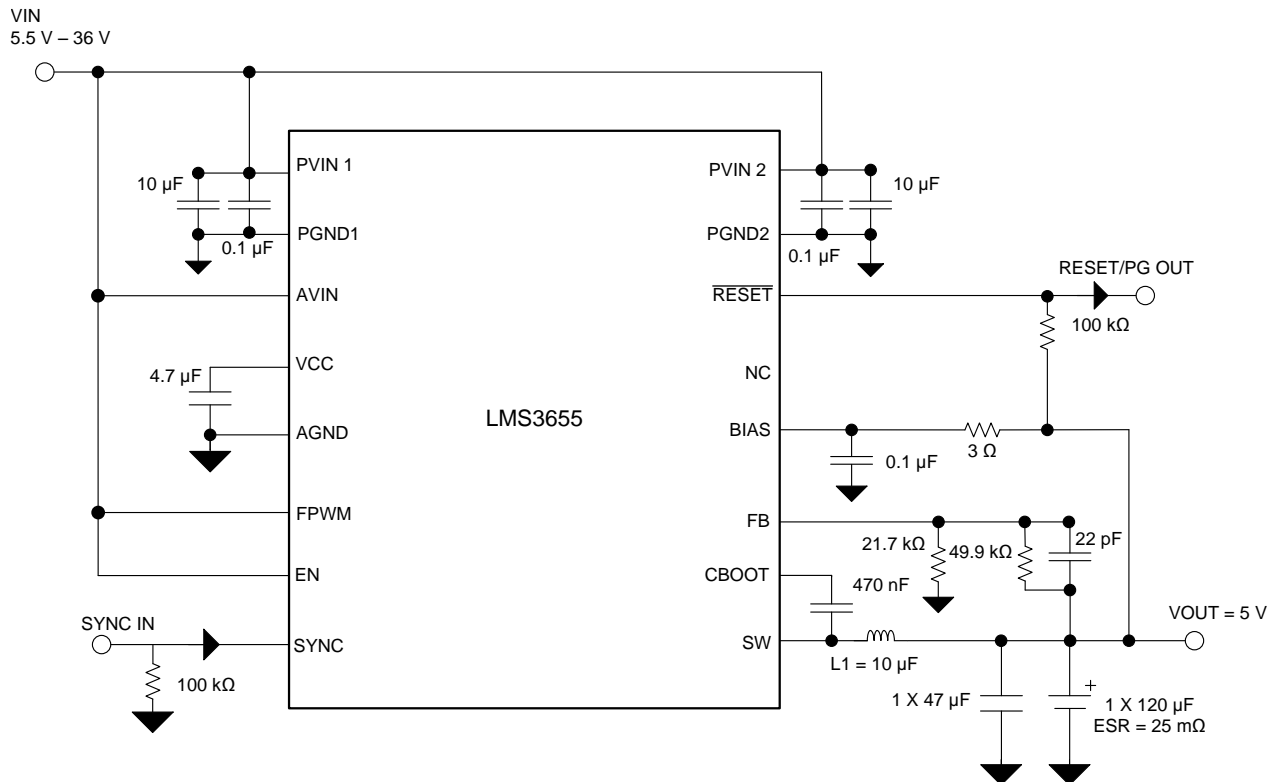 VIN
5.5 V – 36 V
PVIN 1
PVIN 2
10 µF
10 µF
PGND1
PGND2
0.1 µF
0.1 µF
RESET/PG OUT
AVIN
RESET
100 kΩ
VCC
NC
4.7 µF
LMS3655
AGND
BIAS
3 Ω
0.1 µF
FPWM
FB
21.7 kΩ
49.9 kΩ
22 pF
EN
CBOOT
470 nF
SYNC IN
VOUT = 5 V
SYNC
SW
L1 = 10 µF
100 kΩ
1 X 47 µF
+
1 X 120 µF
ESR = 25 mΩ